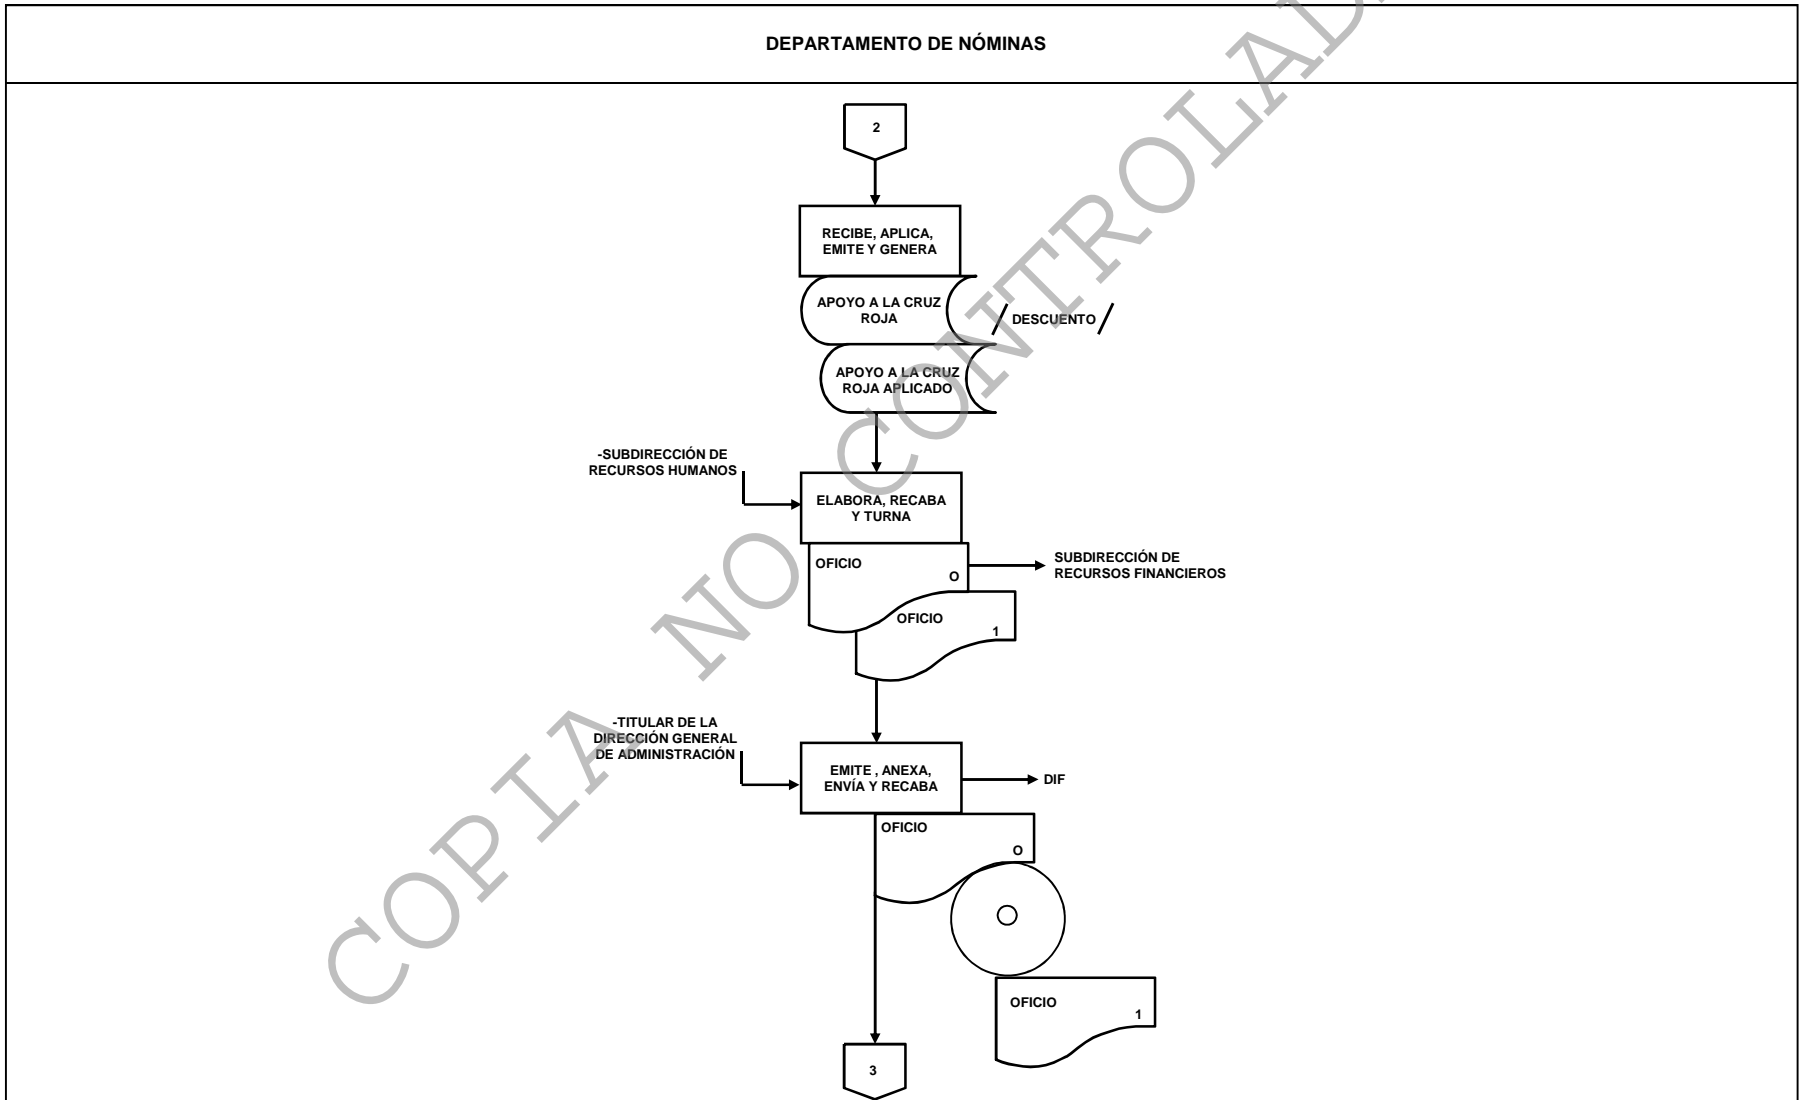 DEPARTAMENTO DE NÓMINAS
2
RECIBE, APLICA,
EMITE Y GENERA
APOYO A LA CRUZ
ROJA
DESCUENTO
APOYO A LA CRUZ
ROJA APLICADO
-SUBDIRECCIÓN DE
RECURSOS HUMANOS
ELABORA, RECABA
Y TURNA
OFICIO
O
SUBDIRECCIÓN DE
RECURSOS FINANCIEROS
OFICIO
1
-TITULAR DE LA
DIRECCIÓN GENERAL
DE ADMINISTRACIÓN
EMITE , ANEXA,
ENVÍA Y RECABA
DIF
OFICIO
O
OFICIO
1
3
COPIA NO CONTROLAD